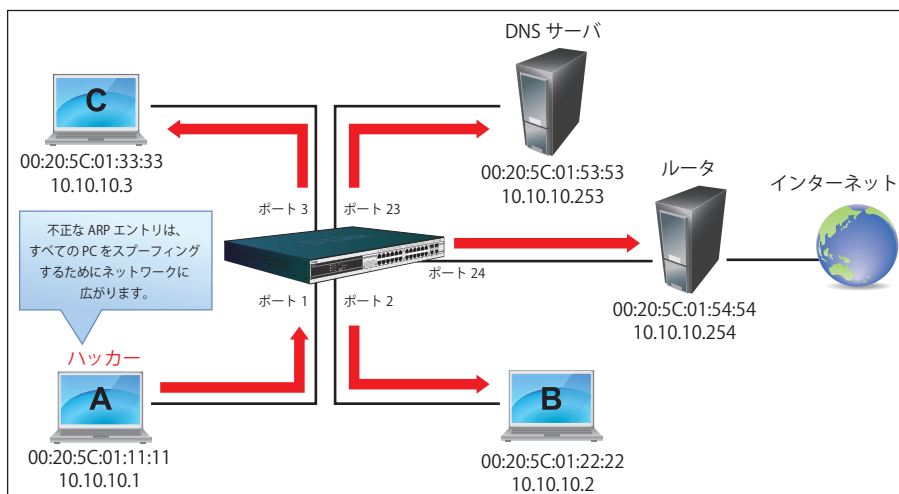 DNS サーバ
C
00:20:5C:01:33:33
10.10.10.3
00:20:5C:01:53:53
10.10.10.253
ルータ
インターネット
ポート 3
ポート 23
不正な ARP エントリは、
すべての PC をスプーフィング
するためにネットワークに
広がります。
ポート 24
ポート 1
ポート 2
00:20:5C:01:54:54
10.10.10.254
ハッカー
A
B
00:20:5C:01:11:11
10.10.10.1
00:20:5C:01:22:22
10.10.10.2